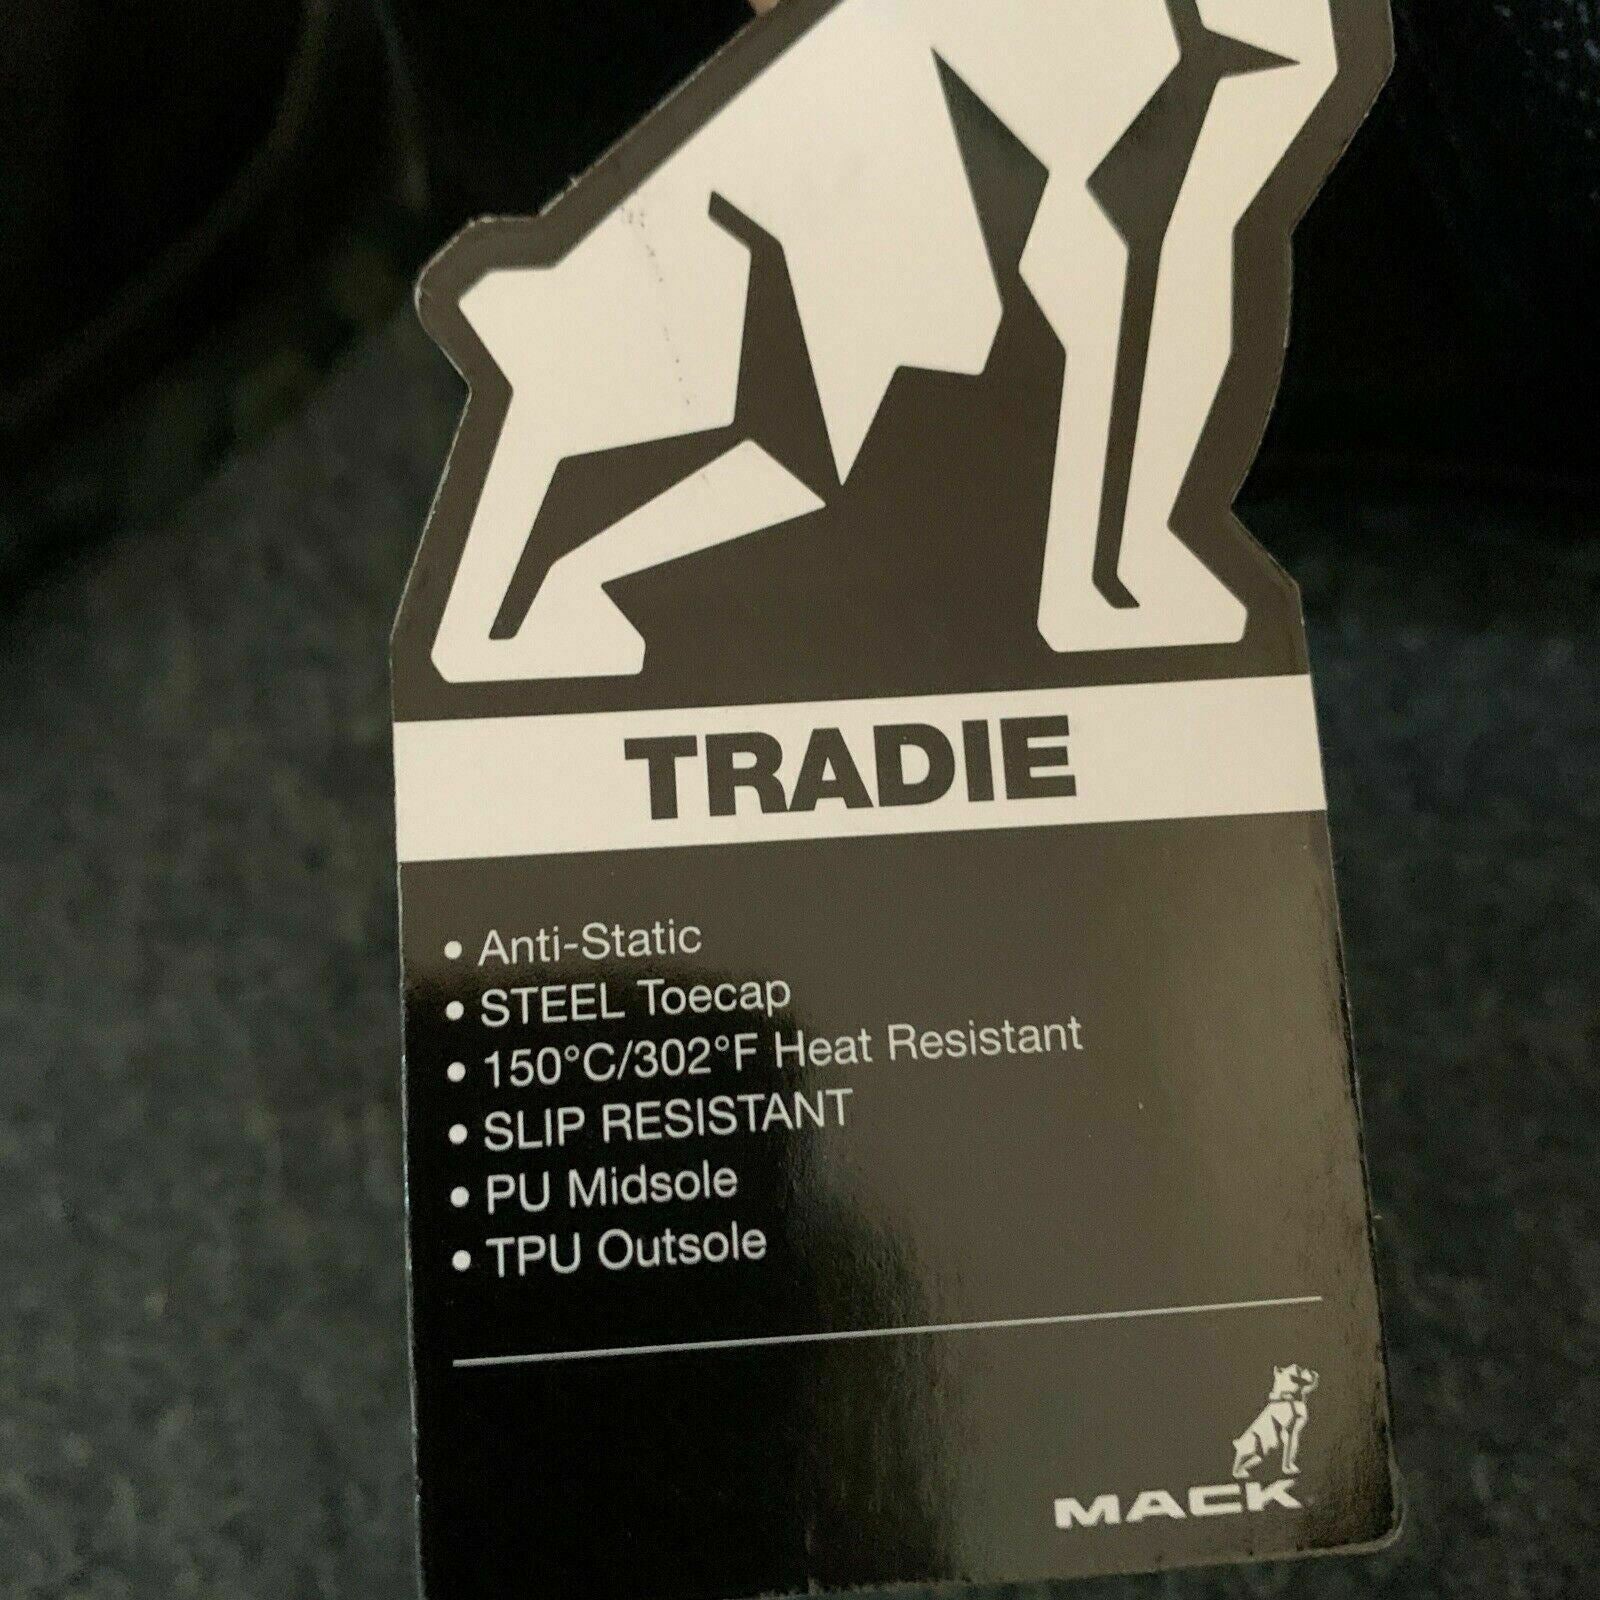 TRADIE
• Anti-Static
• STEEL Toecap
• 150°C/302°F Heat Resistant
• SLIP RESISTANT
• PU Midsole
• TPU Outsole
MACK